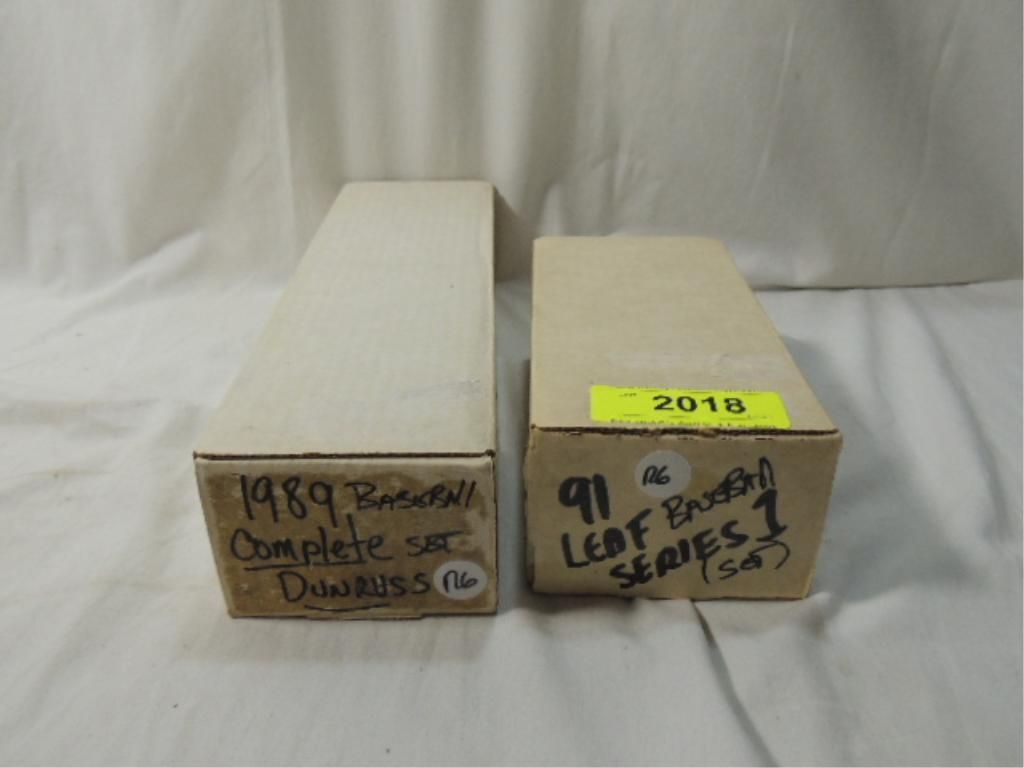 1989 BASEBAll
Complete SET
DUNRUSS R6
2018
91 R6 BASEBAll
LEAF
SERIES 1
(SET)